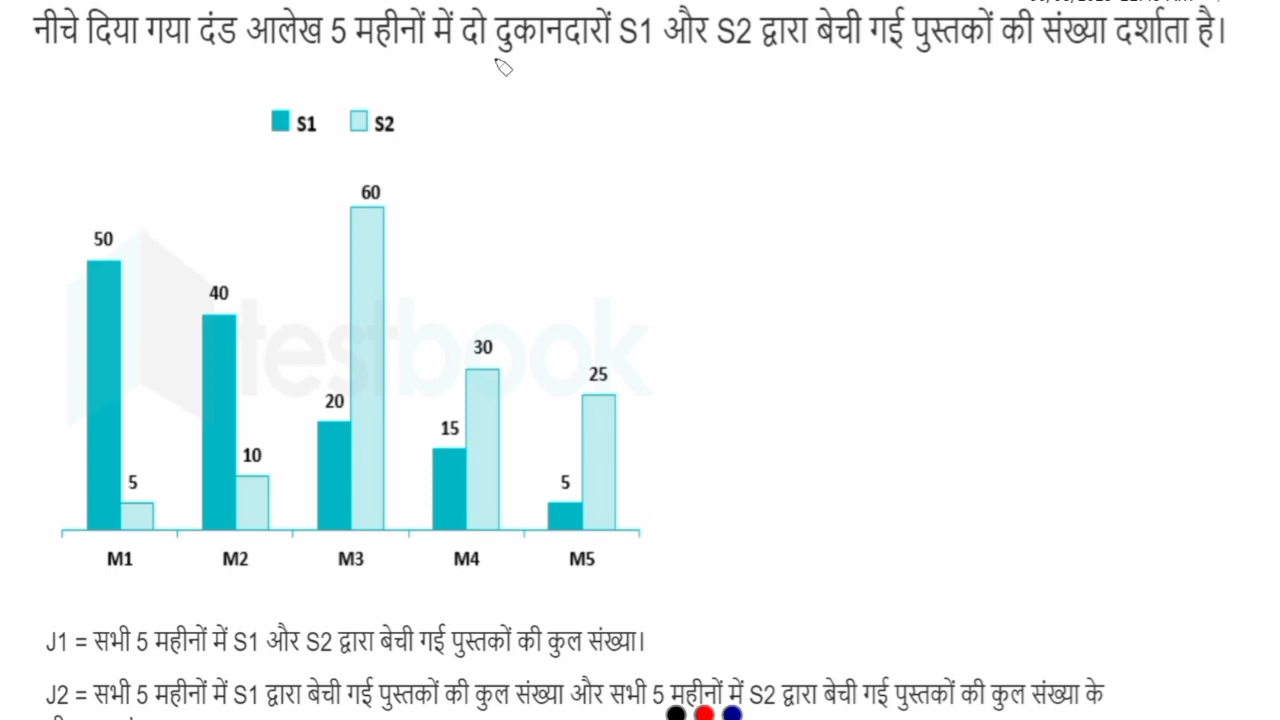 नीचे दिया गया दंड आलेख 5 महीनों में दो दुकानदारों S1 और S2 द्वारा बेची गई पुस्तकों की संख्या दर्शाता है।
S1 S2
60
50
40
30
25
20
15
10
5 5
testbook
M1 M2 M3 M4 M5
J1 = सभी 5 महीनों में S1 और S2 द्वारा बेची गई पुस्तकों की कुल संख्या।
J2 = सभी 5 महीनों में S1 द्वारा बेची गई पुस्तकों की कुल संख्या और सभी 5 महीनों में S2 द्वारा बेची गई पुस्तकों की कुल संख्या के